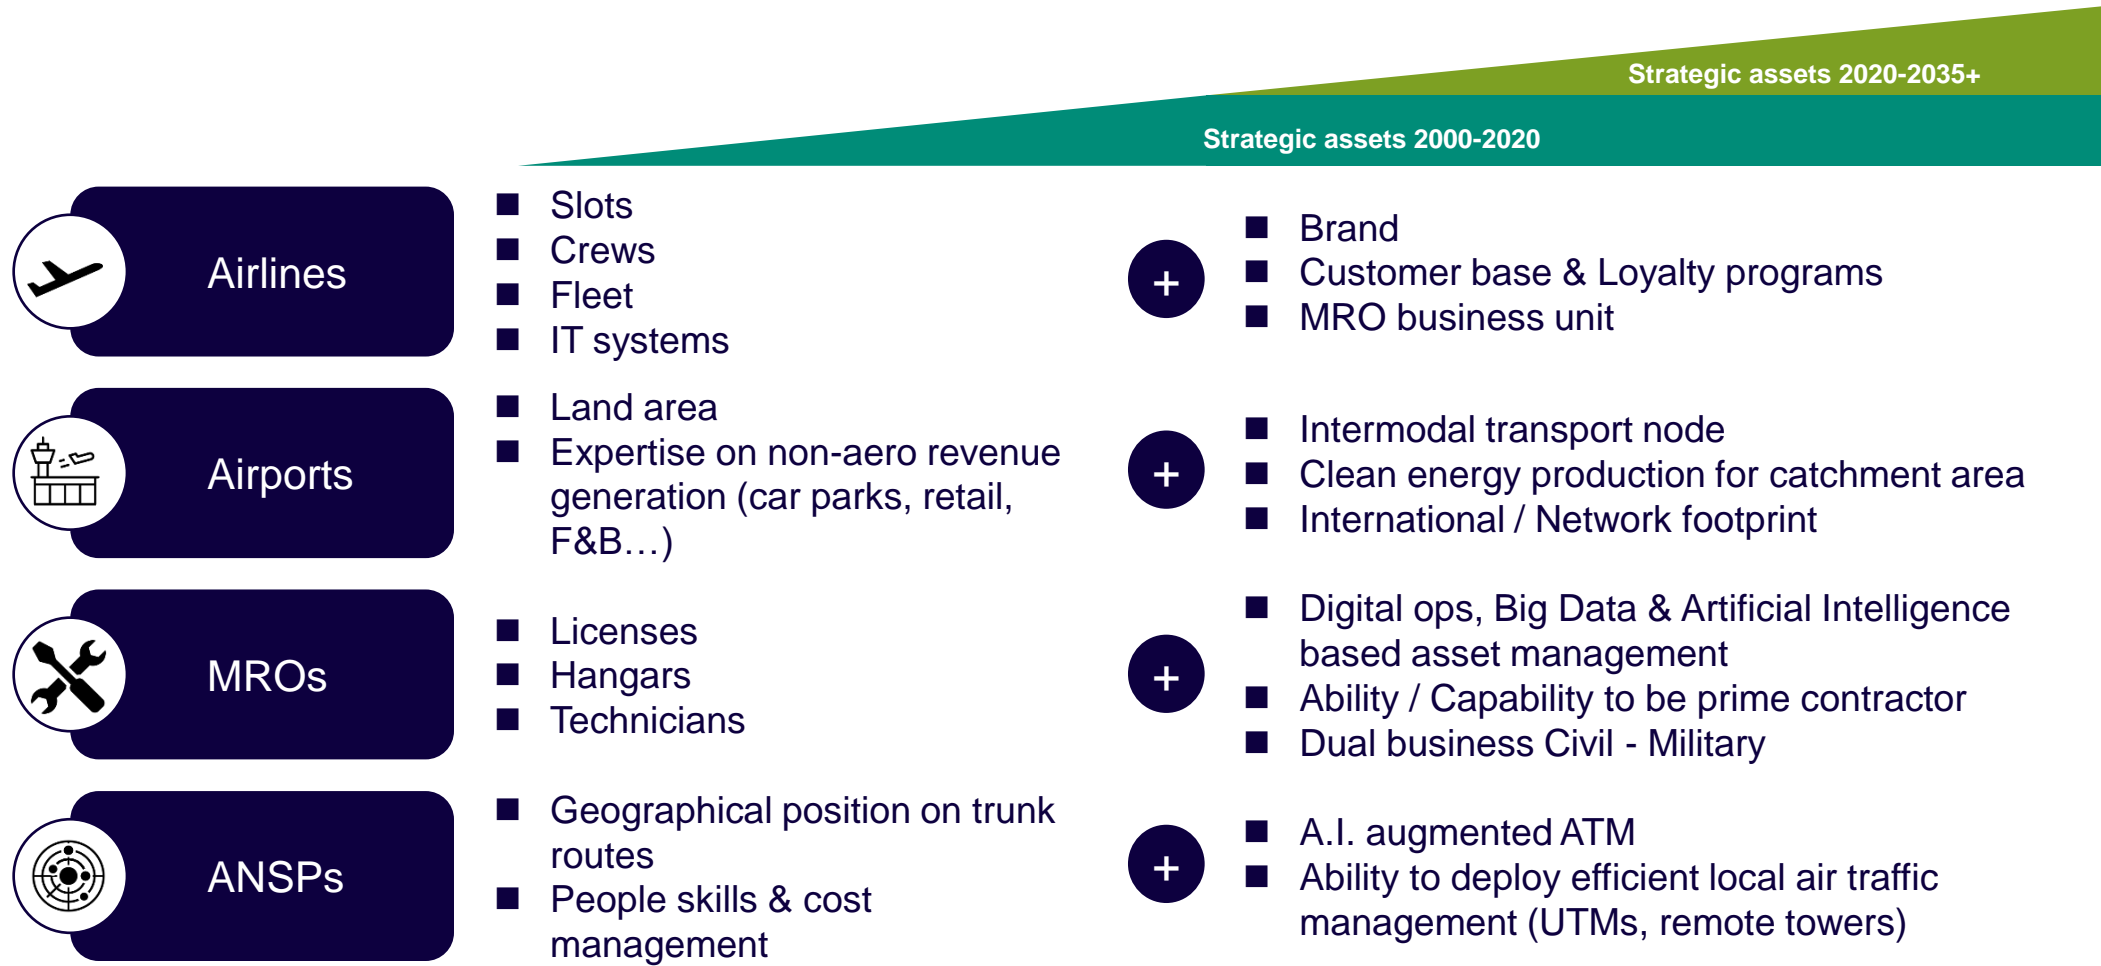 Strategic assets 2020-2035+
Strategic assets 2000-2020
Airlines
Slots
Crews
Fleet
IT systems
+
Brand
Customer base & Loyalty programs
MRO business unit
Airports
Land area
Expertise on non-aero revenue
generation (car parks, retail,
F&B…)
+
Intermodal transport node
Clean energy production for catchment area
International / Network footprint
MROs
Licenses
Hangars
Technicians
+
Digital ops, Big Data & Artificial Intelligence
based asset management
Ability / Capability to be prime contractor
Dual business Civil - Military
ANSPs
Geographical position on trunk
routes
People skills & cost
management
+
A.I. augmented ATM
Ability to deploy efficient local air traffic
management (UTMs, remote towers)